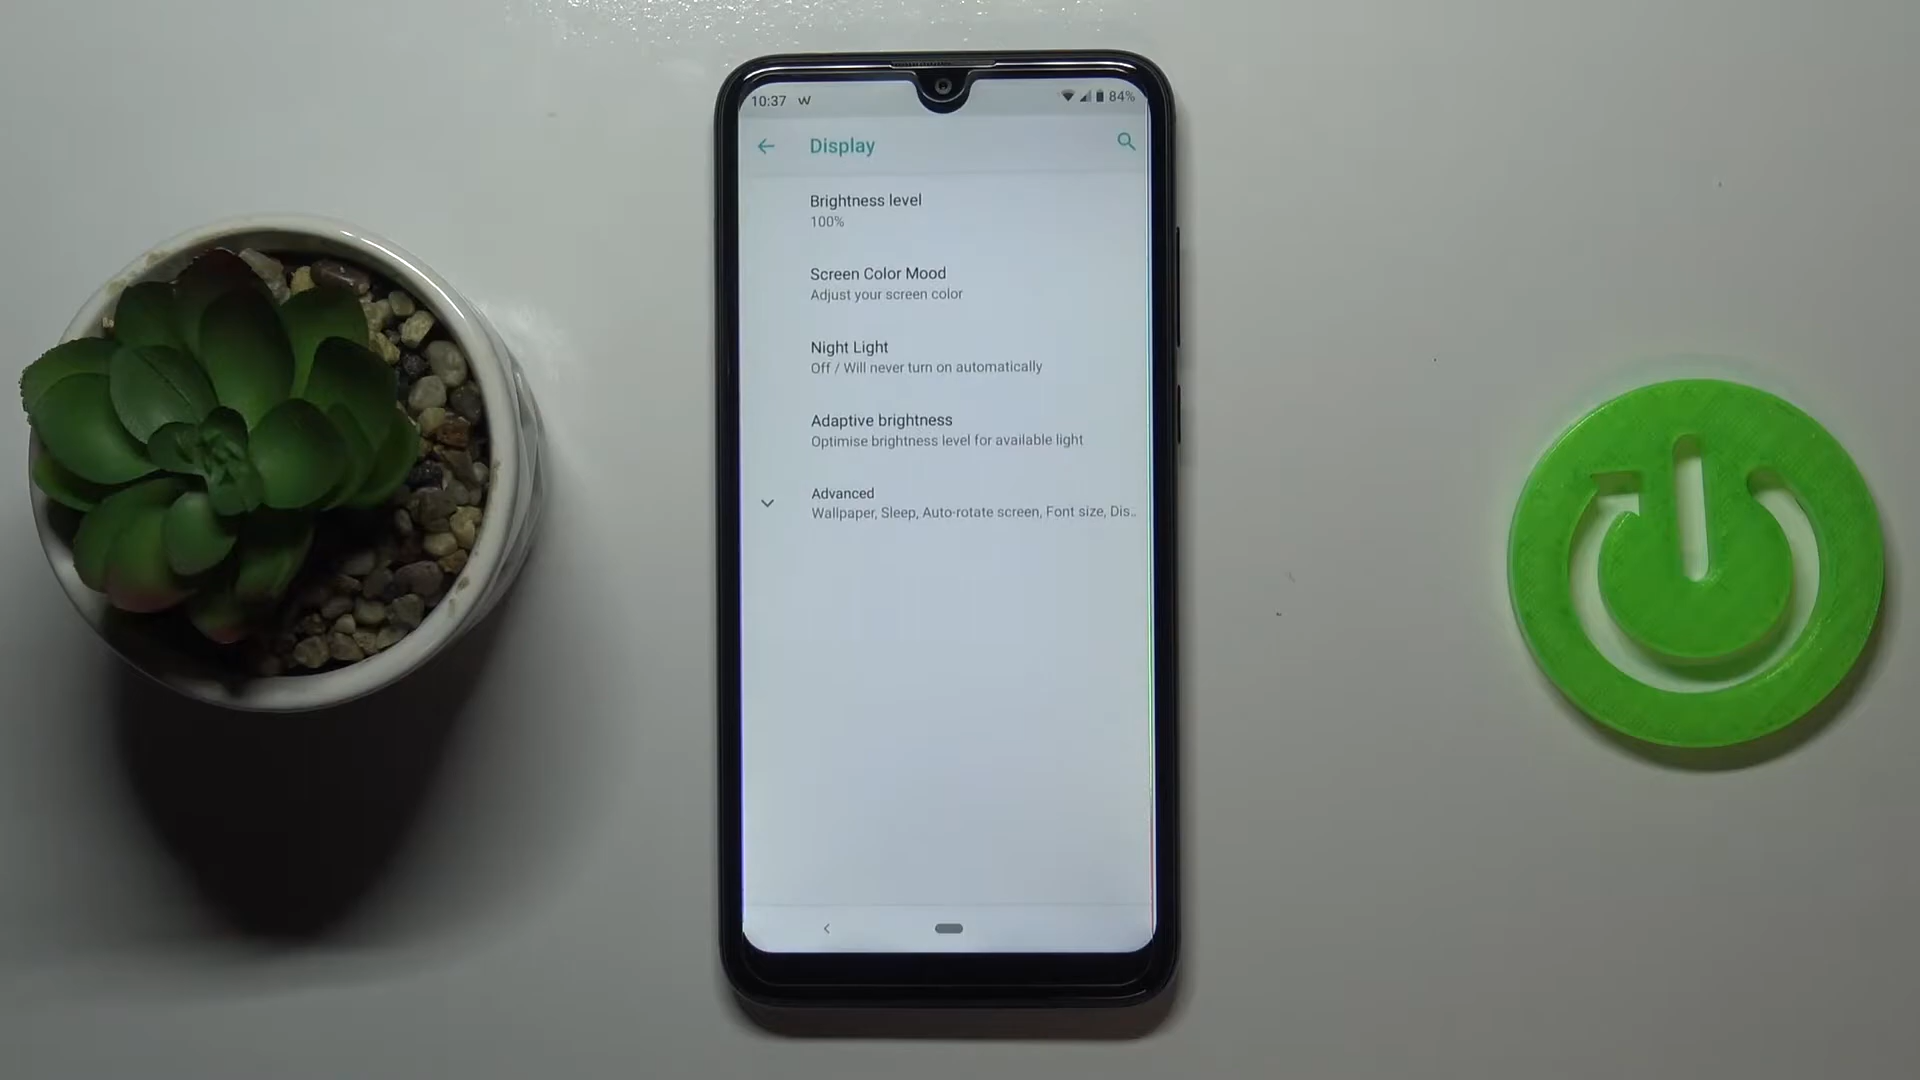 10:37 W 84%
Display
Brightness level
100%
Screen Color Mood
Adjust your screen color
Night Light
Off / Will never turn on automatically
Adaptive brightness
Optimise brightness level for available light
Advanced
Wallpaper, Sleep, Auto-rotate screen, Font size, Dis..